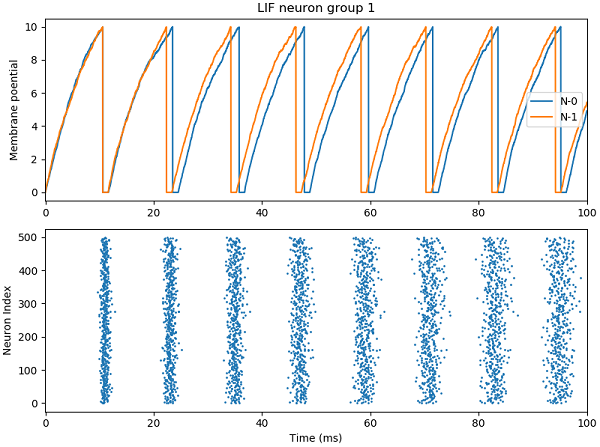 LIF neuron group 1
10
8
6
4
2
0
Membrane poential
N-0
N-1
0 20 40 60 80 100
500
400
300
200
100
0
Neuron Index
0 20 40 60 80 100
Time (ms)